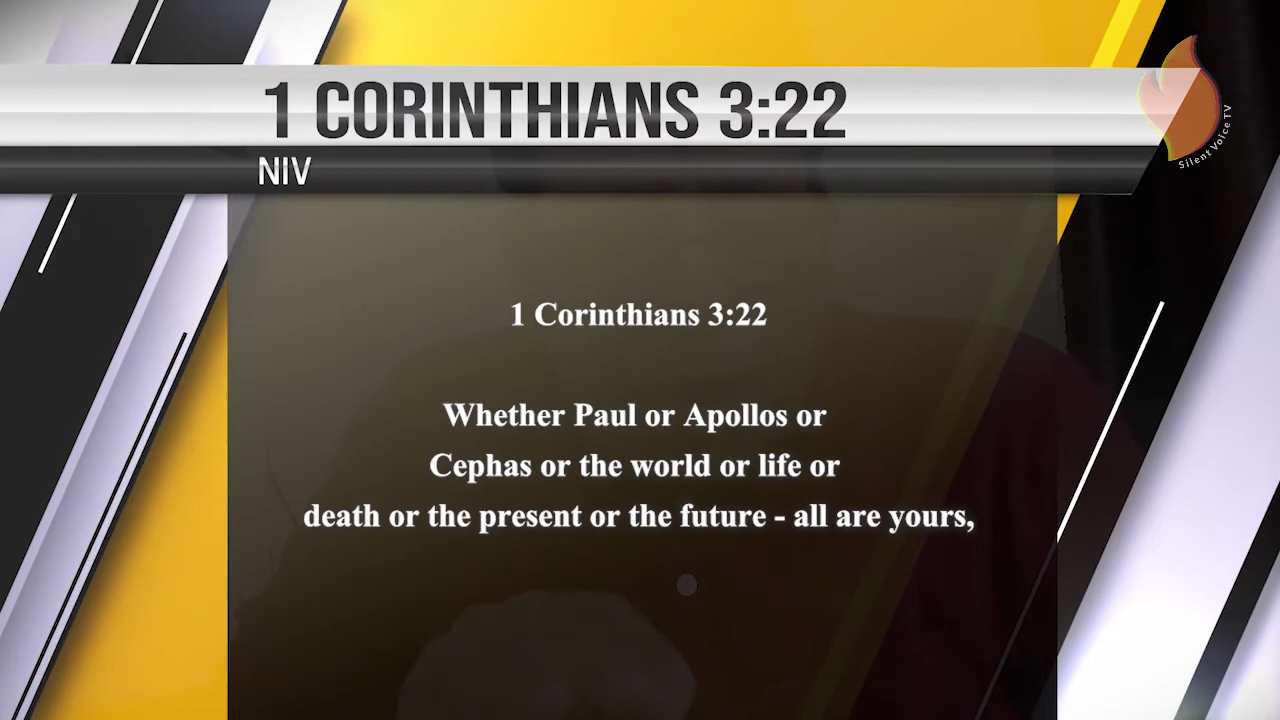 1 CORINTHIANS 3:22
NIV
Silent Voice TV
1 Corinthians 3:22
Whether Paul or Apollos or
Cephas or the world or life or
death or the present or the future - all are yours,